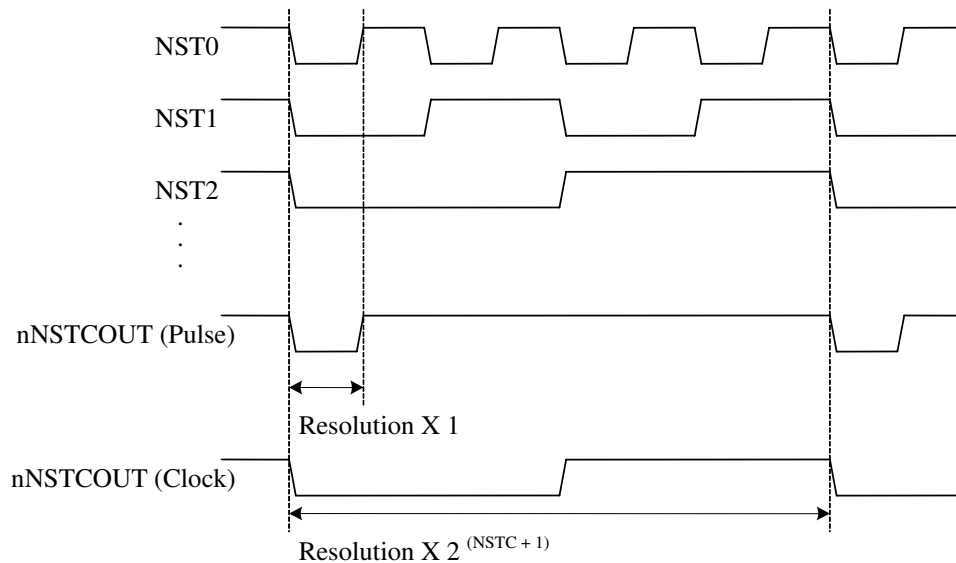 NST0
NST1
NST2
.
.
.
nNSTCOUT (Pulse)
Resolution X 1
nNSTCOUT (Clock)
Resolution X 2 (NSTC + 1)